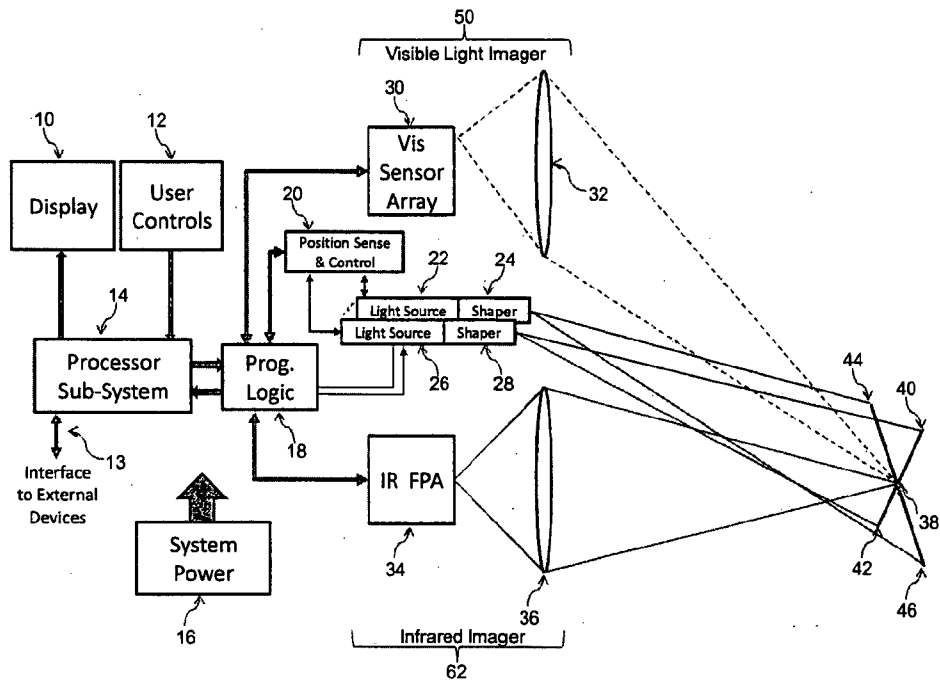 50
Visible Light Imager
30
Vis
Sensor
Array
32
10
Display
12
User
Controls
20
Position Sense
& Control
22
24
Light Source
Shaper
Light Source
Shaper
26
28
14
Processor
Sub-System
Prog.
Logic
18
13
Interface
to External
Devices
System
Power
16
IR FPA
34
36
44
40
38
42
46
Infrared Imager
62